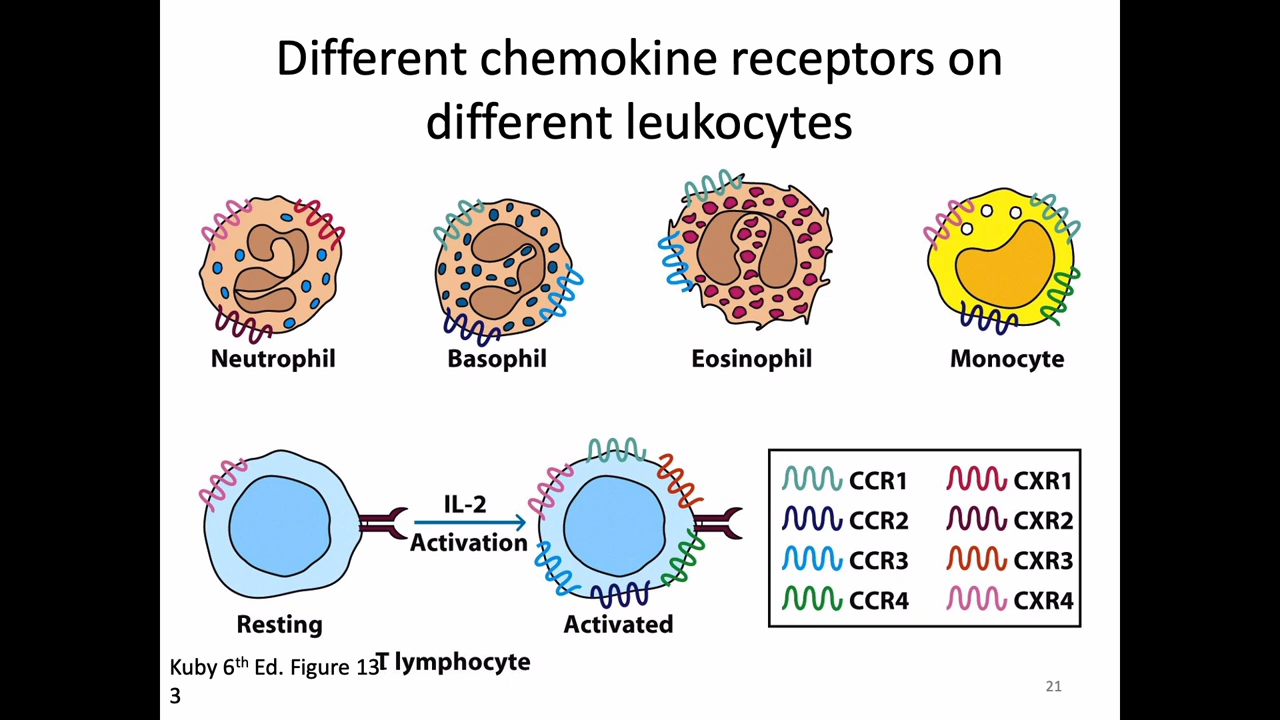 Different chemokine receptors on
different leukocytes
Neutrophil
Basophil
Eosinophil
Monocyte
IL-2
Activation
Resting
Activated
T lymphocyte
CCR1
CXR1
CCR2
CXR2
CCR3
CXR3
CCR4
CXR4
Kuby 6th Ed. Figure 13
3
21